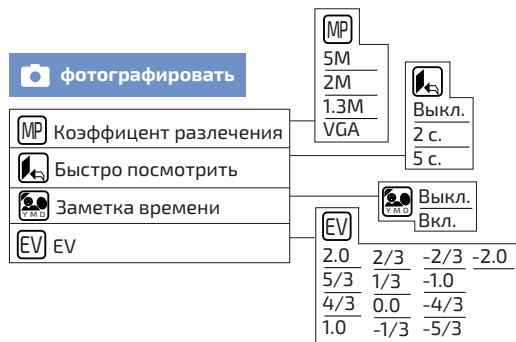 фотографировать
MP Коэффицент разлечения
Быстро посмотрить
YMD Заметка времени
EV EV
MP
5M
2M
1.3M
VGA
Выкл.
2 с.
5 с.
YMD Выкл.
Вкл.
EV
2.0 2/3 -2/3 -2.0
5/3 1/3 -1.0
4/3 0.0 -4/3
1.0 -1/3 -5/3